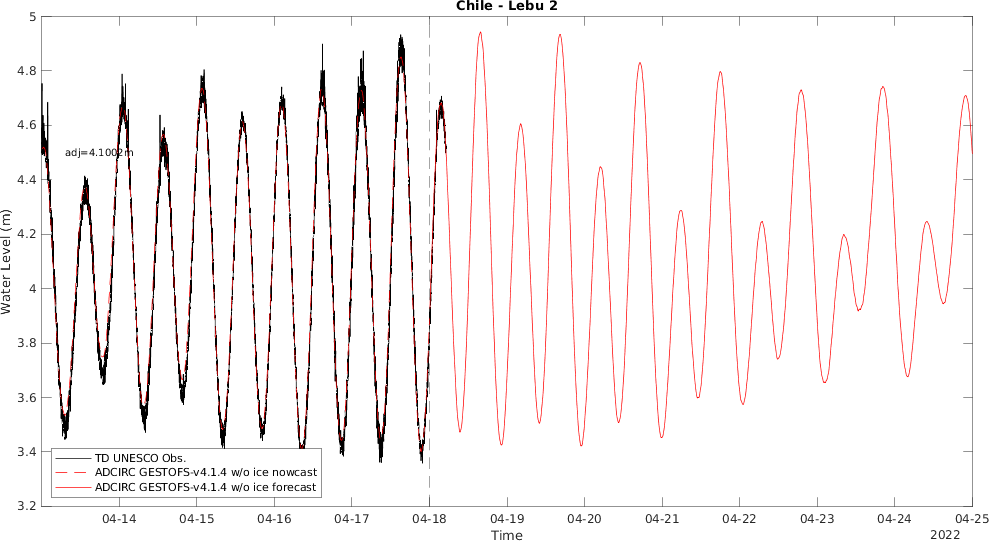 Chile - Lebu 2
5
4.8
4.6
adj=4.1002m
4.4
4.2
4
3.8
3.6
3.4
3.2
Water Level (m)
TD UNESCO Obs.
ADCIRC GESTOFS-v4.1.4 w/o ice nowcast
ADCIRC GESTOFS-v4.1.4 w/o ice forecast
04-14 04-15 04-16 04-17 04-18 04-19 04-20 04-21 04-22 04-23 04-24 04-25
Time
2022